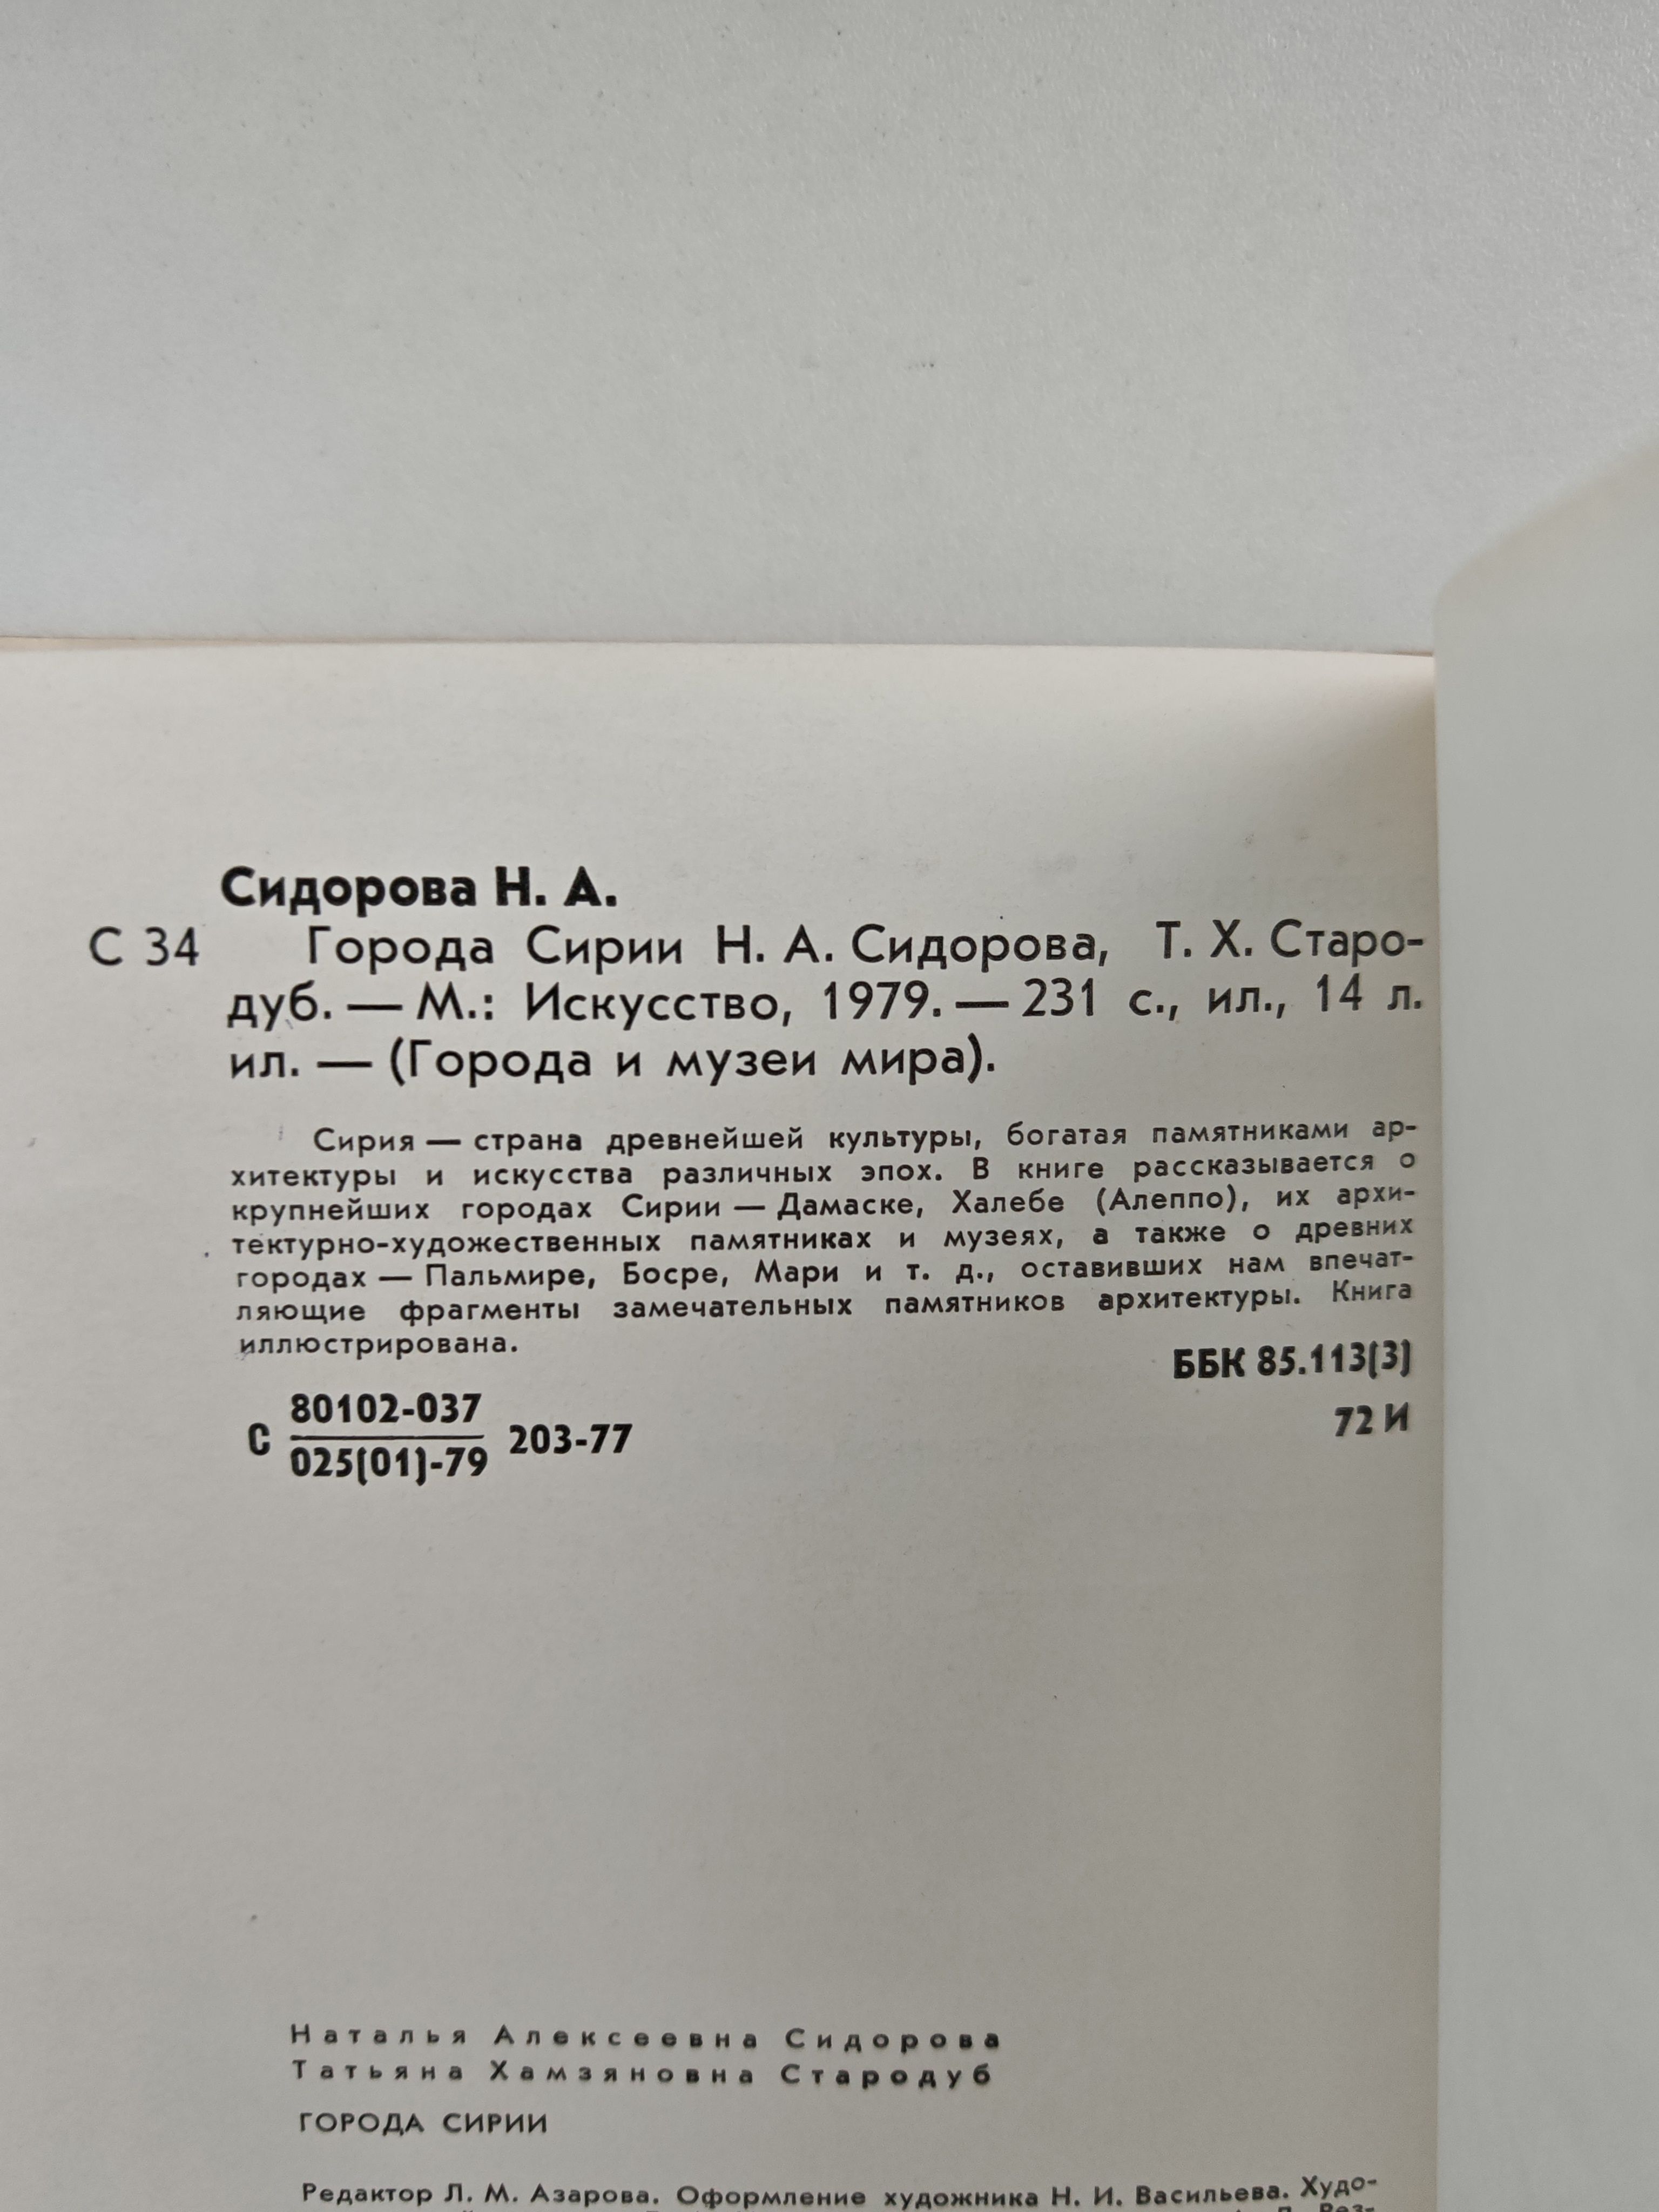 Сидорова Н. А.
С 34 Города Сирии Н. А. Сидорова, Т. Х. Старо-
дуб. — М.: Искусство, 1979. — 231 с., ил., 14 л.
ил. — (Города и музеи мира).
Сирия — страна древнейшей культуры, богатая памятниками ар-
хитектуры и искусства различных эпох. В книге рассказывается о
крупнейших городах Сирии — Дамаске, Халебе (Алеппо), их архи-
тектурно-художественных памятниках и музеях, а также о древних
городах — Пальмире, Босре, Мари и т. д., оставивших нам впечат-
ляющие фрагменты замечательных памятников архитектуры. Книга
иллюстрирована.
ББК 85.113(3)
72 И
80102-037
С 203-77
025(01)-79
Наталья Алексеевна Сидорова
Татьяна Хамзяновна Стародуб
ГОРОДА СИРИИ
Редактор Л. М. Азарова. Оформление художника Н. И. Васильева. Худо-